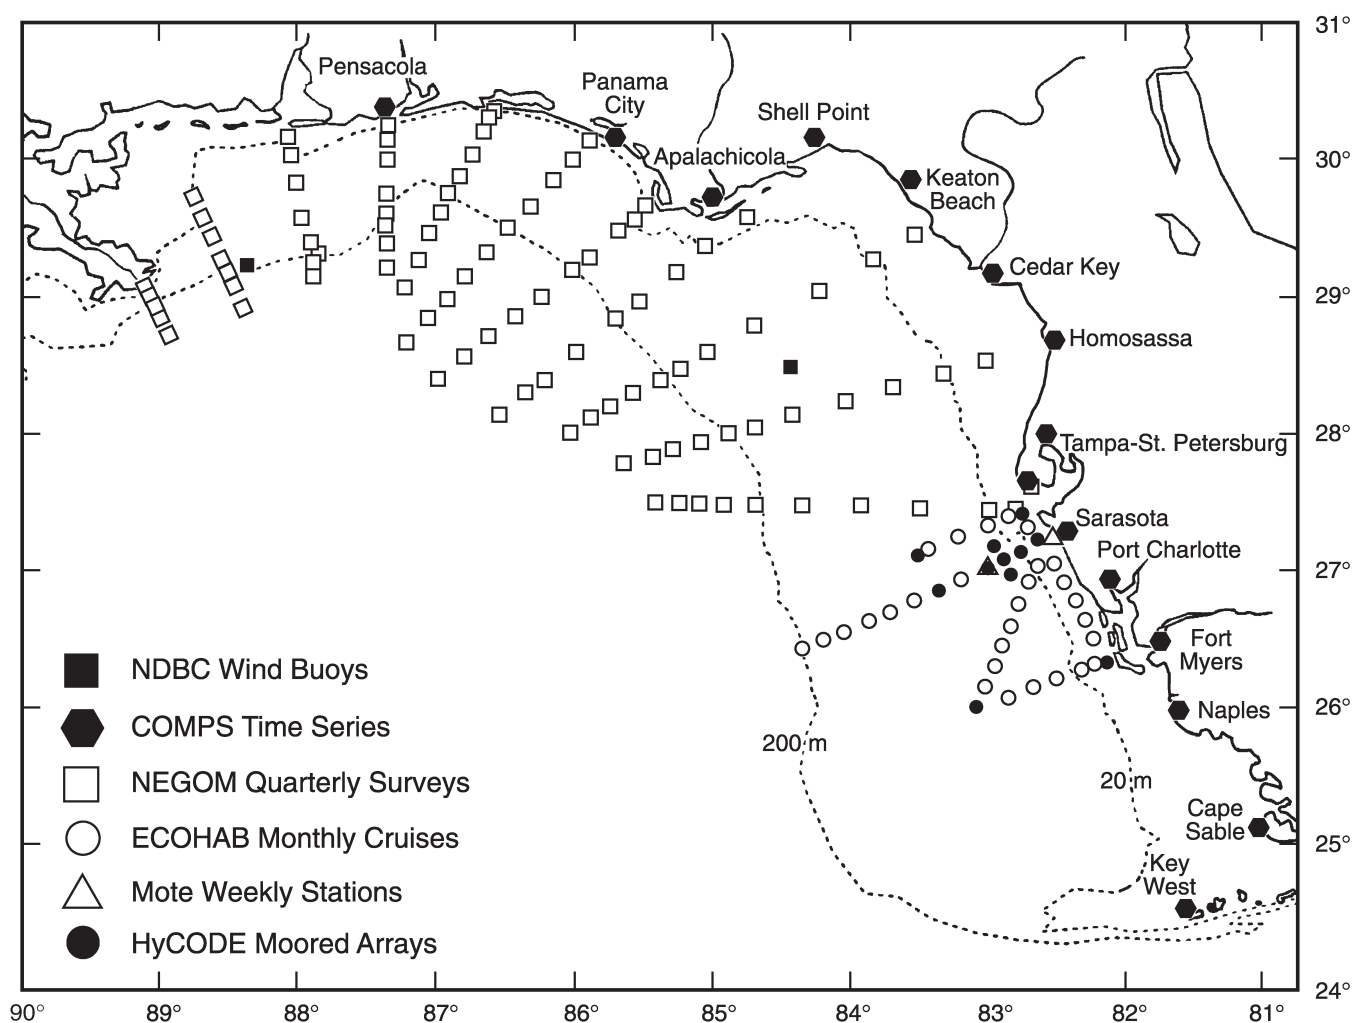 31°
Pensacola
Panama
City
Shell Point
Apalachicola
30°
Keaton
Beach
Cedar Key
29°
Homosassa
28°
Tampa-St. Petersburg
Sarasota
Port Charlotte
27°
Fort
Myers
26°
Naples
200 m
20 m
Cape
Sable
25°
Key
West
24°
NDBC Wind Buoys
COMPS Time Series
NEGOM Quarterly Surveys
ECOHAB Monthly Cruises
Mote Weekly Stations
HyCODE Moored Arrays
90° 89° 88° 87° 86° 85° 84° 83° 82° 81°